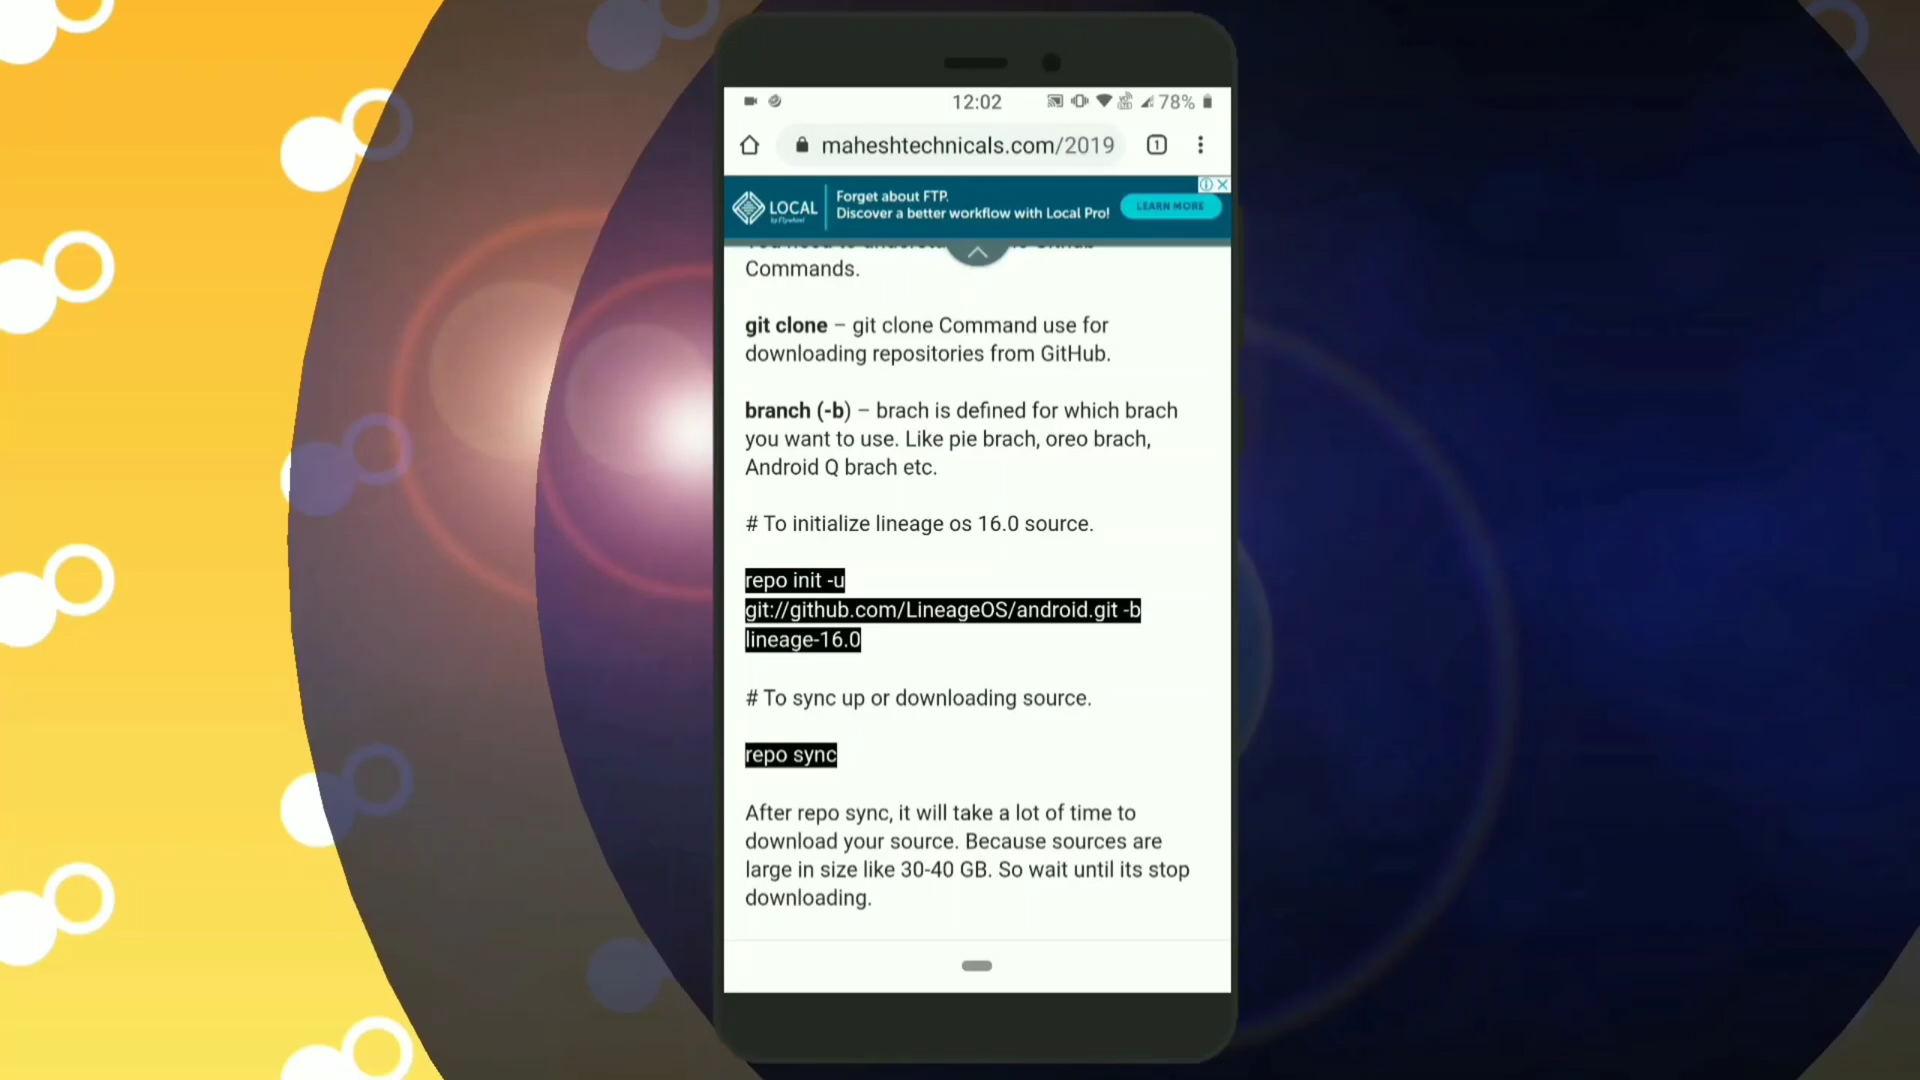 12:02
78%
maheshtechnicals.com/2019
1
LOCAL
by Flywheel
Forget about FTP.
Discover a better workflow with Local Pro!
LEARN MORE
Commands.
git clone – git clone Command use for
downloading repositories from GitHub.
branch (-b) – brach is defined for which brach
you want to use. Like pie brach, oreo brach,
Android Q brach etc.
# To initialize lineage os 16.0 source.
repo init -u
git://github.com/LineageOS/android.git -b
lineage-16.0
# To sync up or downloading source.
repo sync
After repo sync, it will take a lot of time to
download your source. Because sources are
large in size like 30-40 GB. So wait until its stop
downloading.